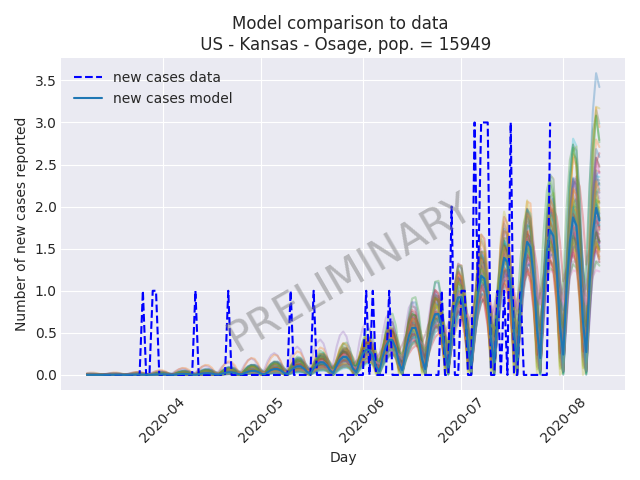 Model comparison to data
US - Kansas - Osage, pop. = 15949
new cases data
new cases model
PRELIMINARY
Number of new cases reported
3.5
3.0
2.5
2.0
1.5
1.0
0.5
0.0
2020-04
2020-05
2020-06
2020-07
2020-08
Day